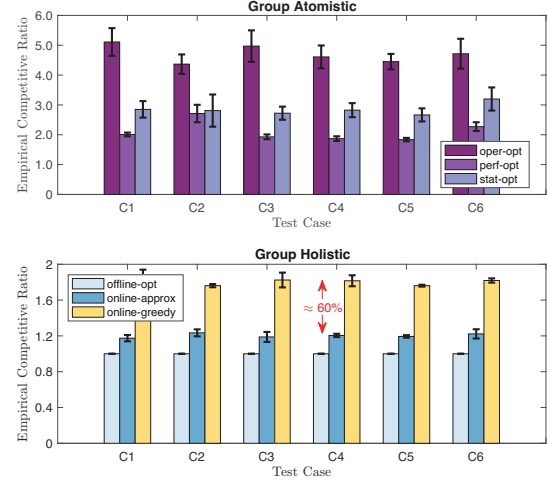 Group Atomistic
Empirical Competitive Ratio
6.0
5.0
4.0
3.0
2.0
1.0
0
oper-opt
perf-opt
stat-opt
C1 C2 C3 C4 C5 C6
Test Case
Group Holistic
Empirical Competitive Ratio
2
1.6
1.2
0.8
0.4
0
offline-opt
online-approx
online-greedy
≈ 60%
C1 C2 C3 C4 C5 C6
Test Case